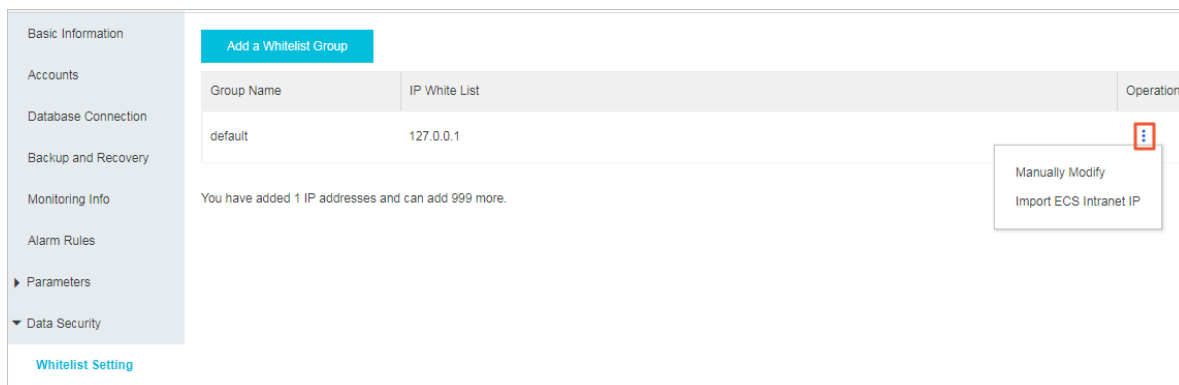 Basic Information
Accounts
Database Connection
Backup and Recovery
Monitoring Info
Alarm Rules
Parameters
Data Security
Whitelist Setting
Add a Whitelist Group
Group Name IP White List Operation
default 127.0.0.1
Manually Modify
Import ECS Intranet IP
You have added 1 IP addresses and can add 999 more.